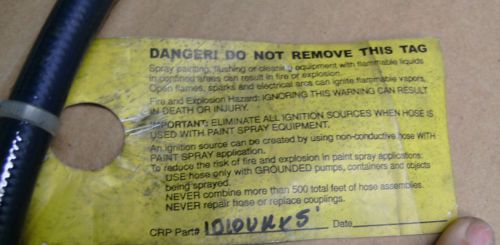 DANGER! DO NOT REMOVE THIS TAG
Spray painting, flushing or cleaning equipment with flammable liquids
in confined areas can result in fire or explosion.
Open flames, sparks and electrical arcs can ignite flammable vapors.
Fire and Explosion Hazard: IGNORING THIS WARNING CAN RESULT
IN DEATH OR INJURY.
IMPORTANT: ELIMINATE ALL IGNITION SOURCES WHEN HOSE IS
USED WITH PAINT SPRAY EQUIPMENT.
An ignition source can be created by using non-conductive hose WITH
PAINT SPRAY application.
To reduce the risk of fire and explosion in paint spray applications:
USE hose only with GROUNDED pumps, containers and objects
being sprayed.
NEVER combine more than 500 total feet of hose assemblies.
NEVER repair hose or replace couplings.
CRP Part# Date